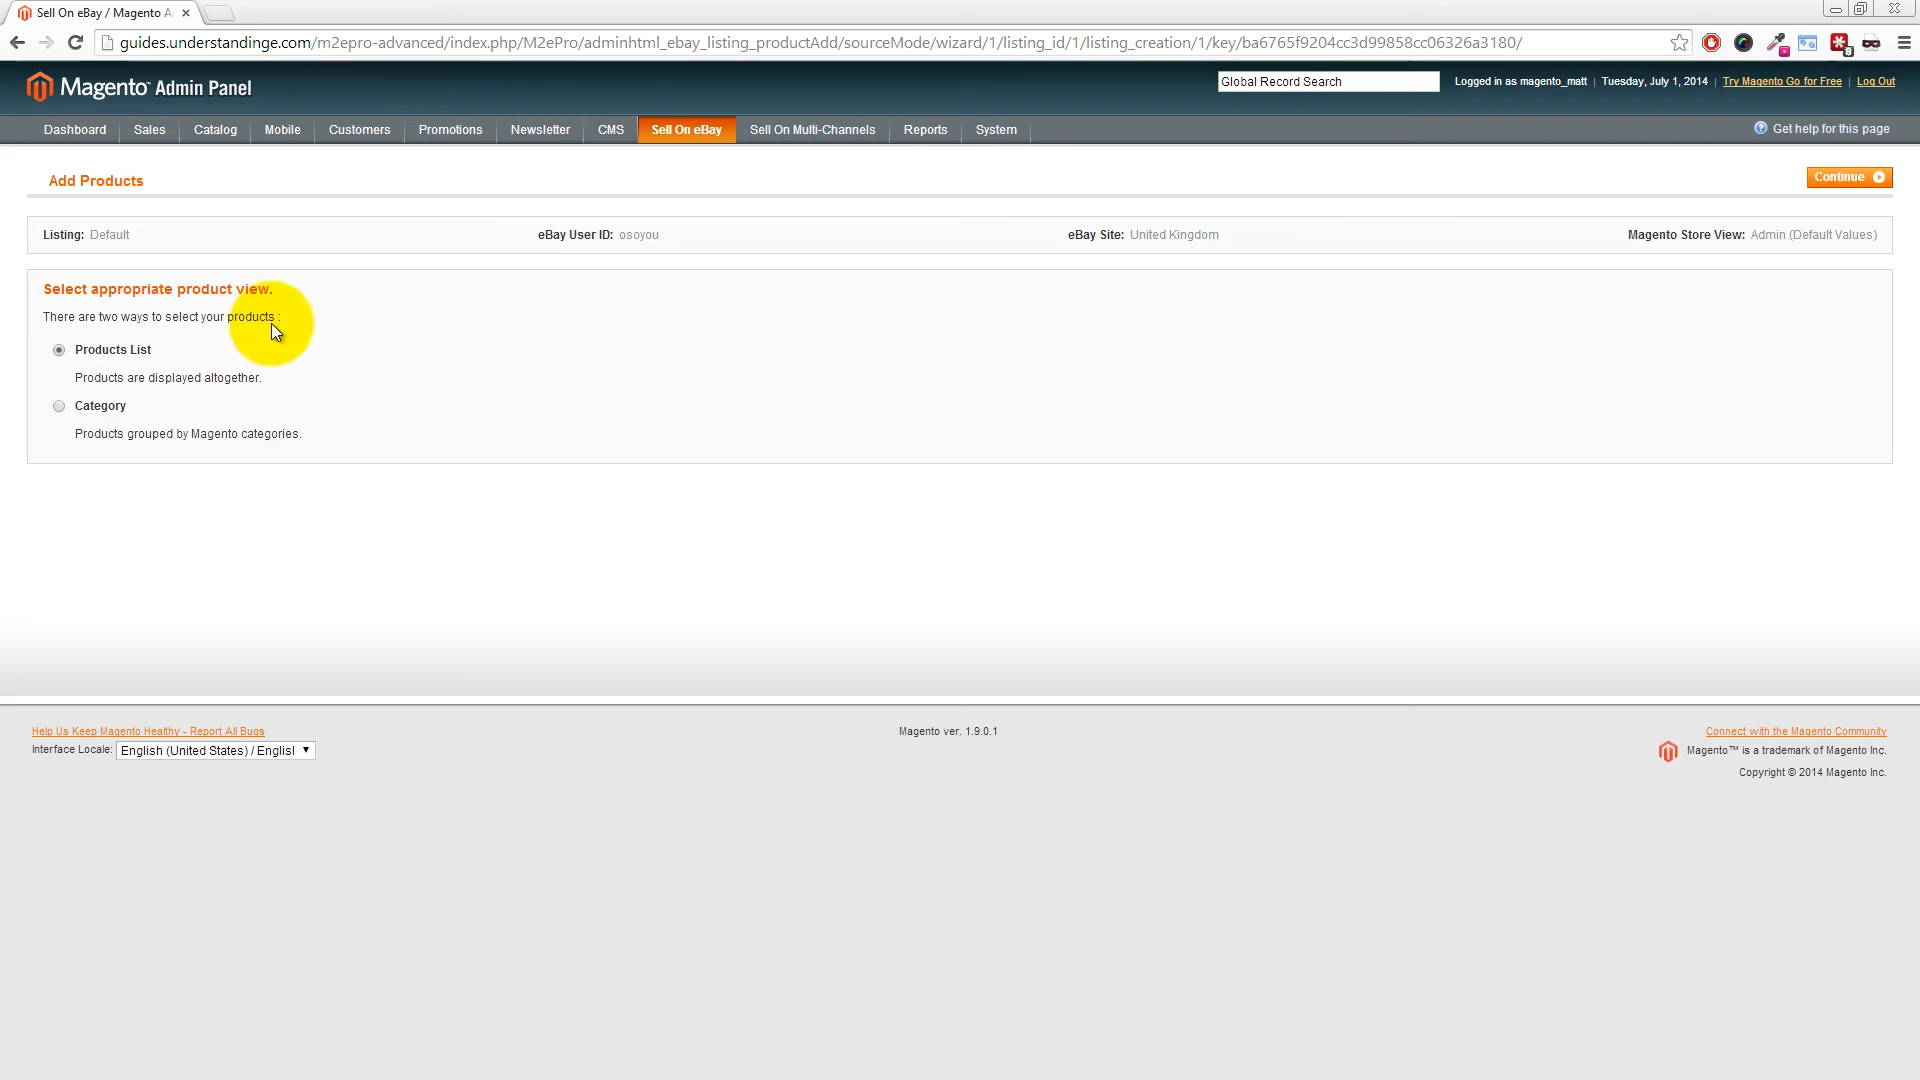 Sell On eBay / Magento A
guides.understandinge.com/m2epro-advanced/index.php/M2ePro/adminhtml_ebay_listing_productAdd/sourceMode/wizard/1/listing_id/1/listing_creation/1/key/ba6765f9204cc3d99858cc06326a3180/
8
Magento™ Admin Panel
Global Record Search
Logged in as magento_matt | Tuesday, July 1, 2014 | Try Magento Go for Free | Log Out
Dashboard Sales Catalog Mobile Customers Promotions Newsletter CMS Sell On eBay Sell On Multi-Channels Reports System
Get help for this page
Add Products
Continue
Listing: Default eBay User ID: osoyou eBay Site: United Kingdom Magento Store View: Admin (Default Values)
Select appropriate product view.
There are two ways to select your products :
Products List
Products are displayed altogether.
Category
Products grouped by Magento categories.
Help Us Keep Magento Healthy - Report All Bugs
Interface Locale: English (United States) / Englisl
Magento ver. 1.9.0.1
Connect with the Magento Community
Magento™ is a trademark of Magento Inc.
Copyright © 2014 Magento Inc.